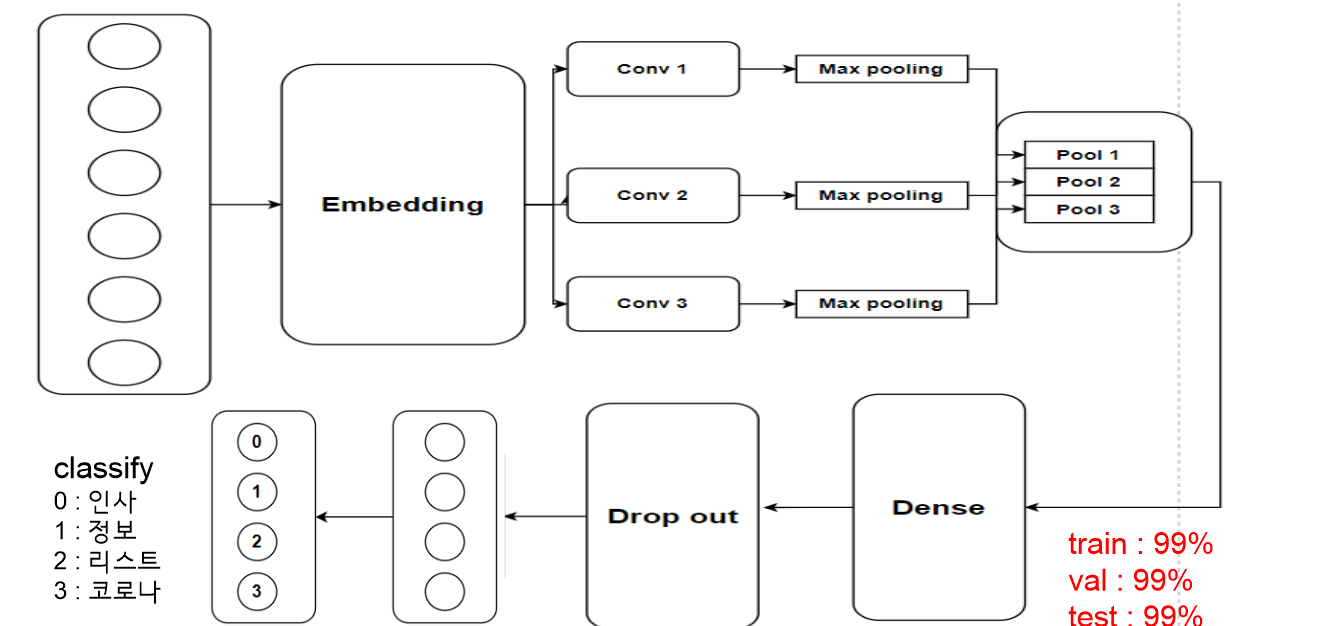 Conv 1
Max pooling
Pool 1
Pool 2
Pool 3
Embedding
Conv 2
Max pooling
Conv 3
Max pooling
classify
0 : 인사
1 : 정보
2 : 리스트
3 : 코로나
0
1
2
3
Drop out
Dense
train : 99%
val : 99%
test : 99%